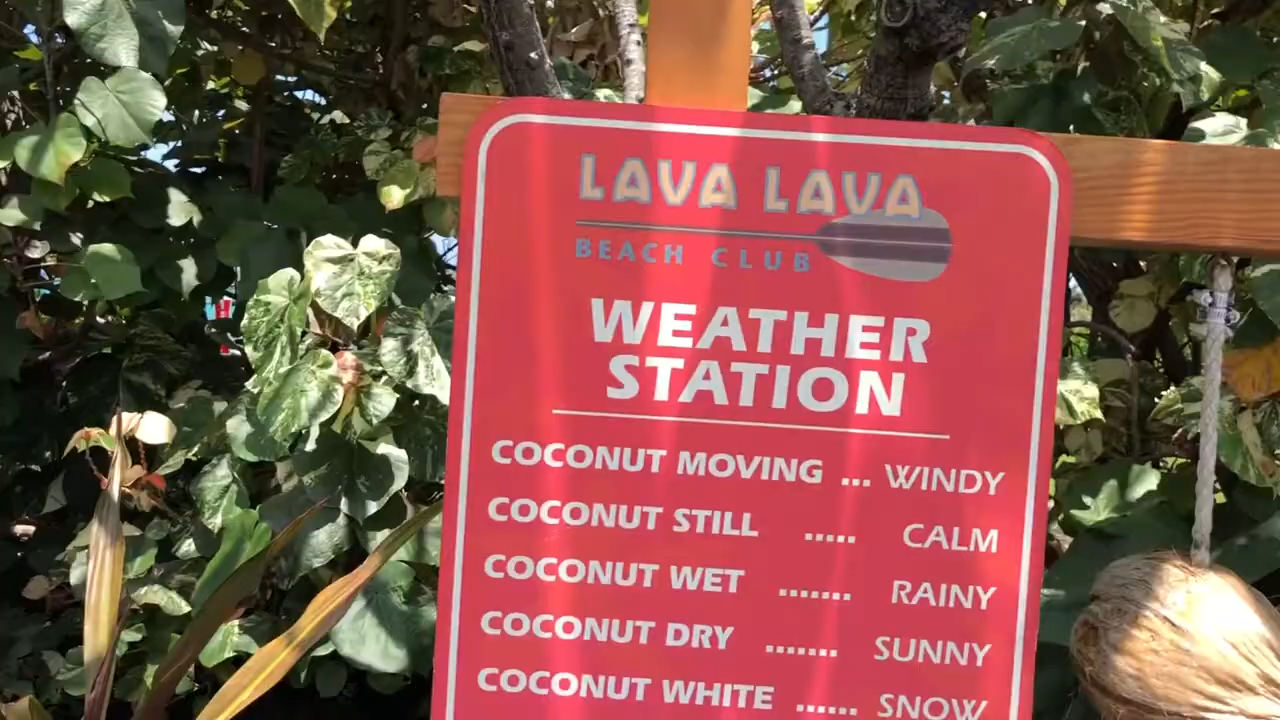 LAVA LAVA
BEACH CLUB
WEATHER
STATION
COCONUT MOVING ... WINDY
COCONUT STILL ..... CALM
COCONUT WET ....... RAINY
COCONUT DRY ....... SUNNY
COCONUT WHITE ...... SNOW